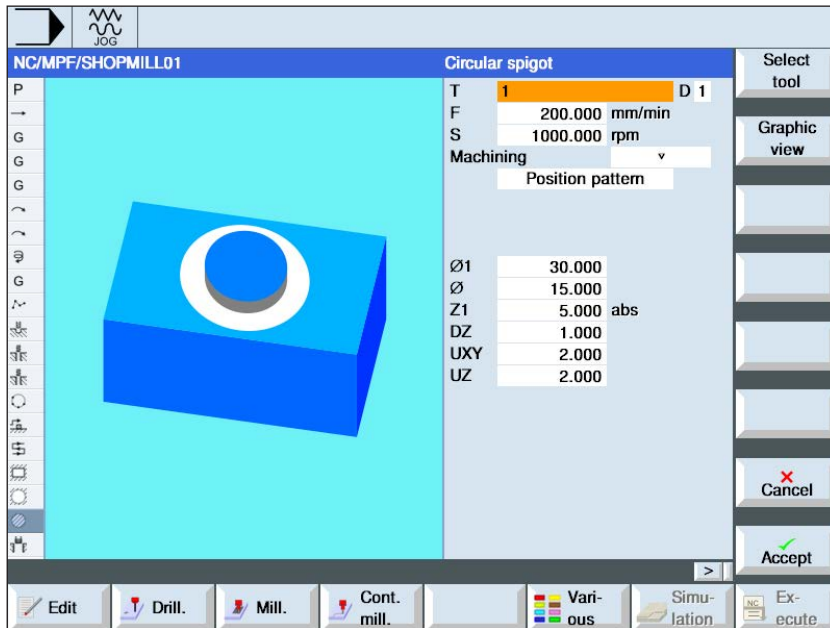 JOG
NC/MPF/SHOPMILL01
Circular spigot
Select
tool
P
G
G
G
G
T 1 D 1
F 200.000 mm/min
S 1000.000 rpm
Machining ▿
Position pattern
Ø1 30.000
Ø 15.000
Z1 5.000 abs
DZ 1.000
UXY 2.000
UZ 2.000
Graphic
view
Cancel
Accept
>
Edit
Drill.
Mill.
Cont.
mill.
Vari-
ous
Simu-
lation
NC
Ex-
ecute